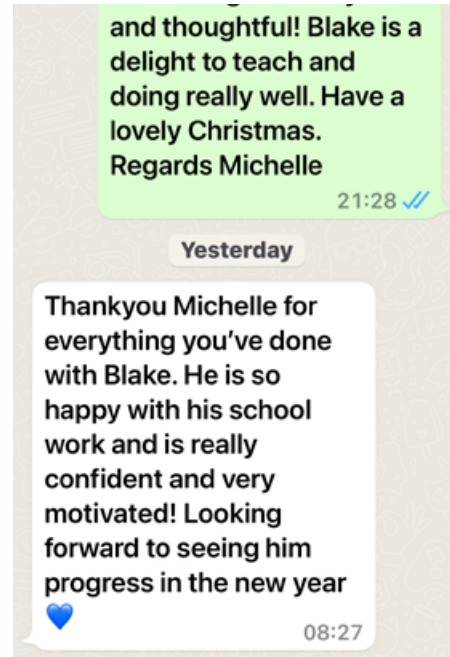 and thoughtful! Blake is a
delight to teach and
doing really well. Have a
lovely Christmas.
Regards Michelle
21:28
Yesterday
Thankyou Michelle for
everything you’ve done
with Blake. He is so
happy with his school
work and is really
confident and very
motivated! Looking
forward to seeing him
progress in the new year
💙
08:27